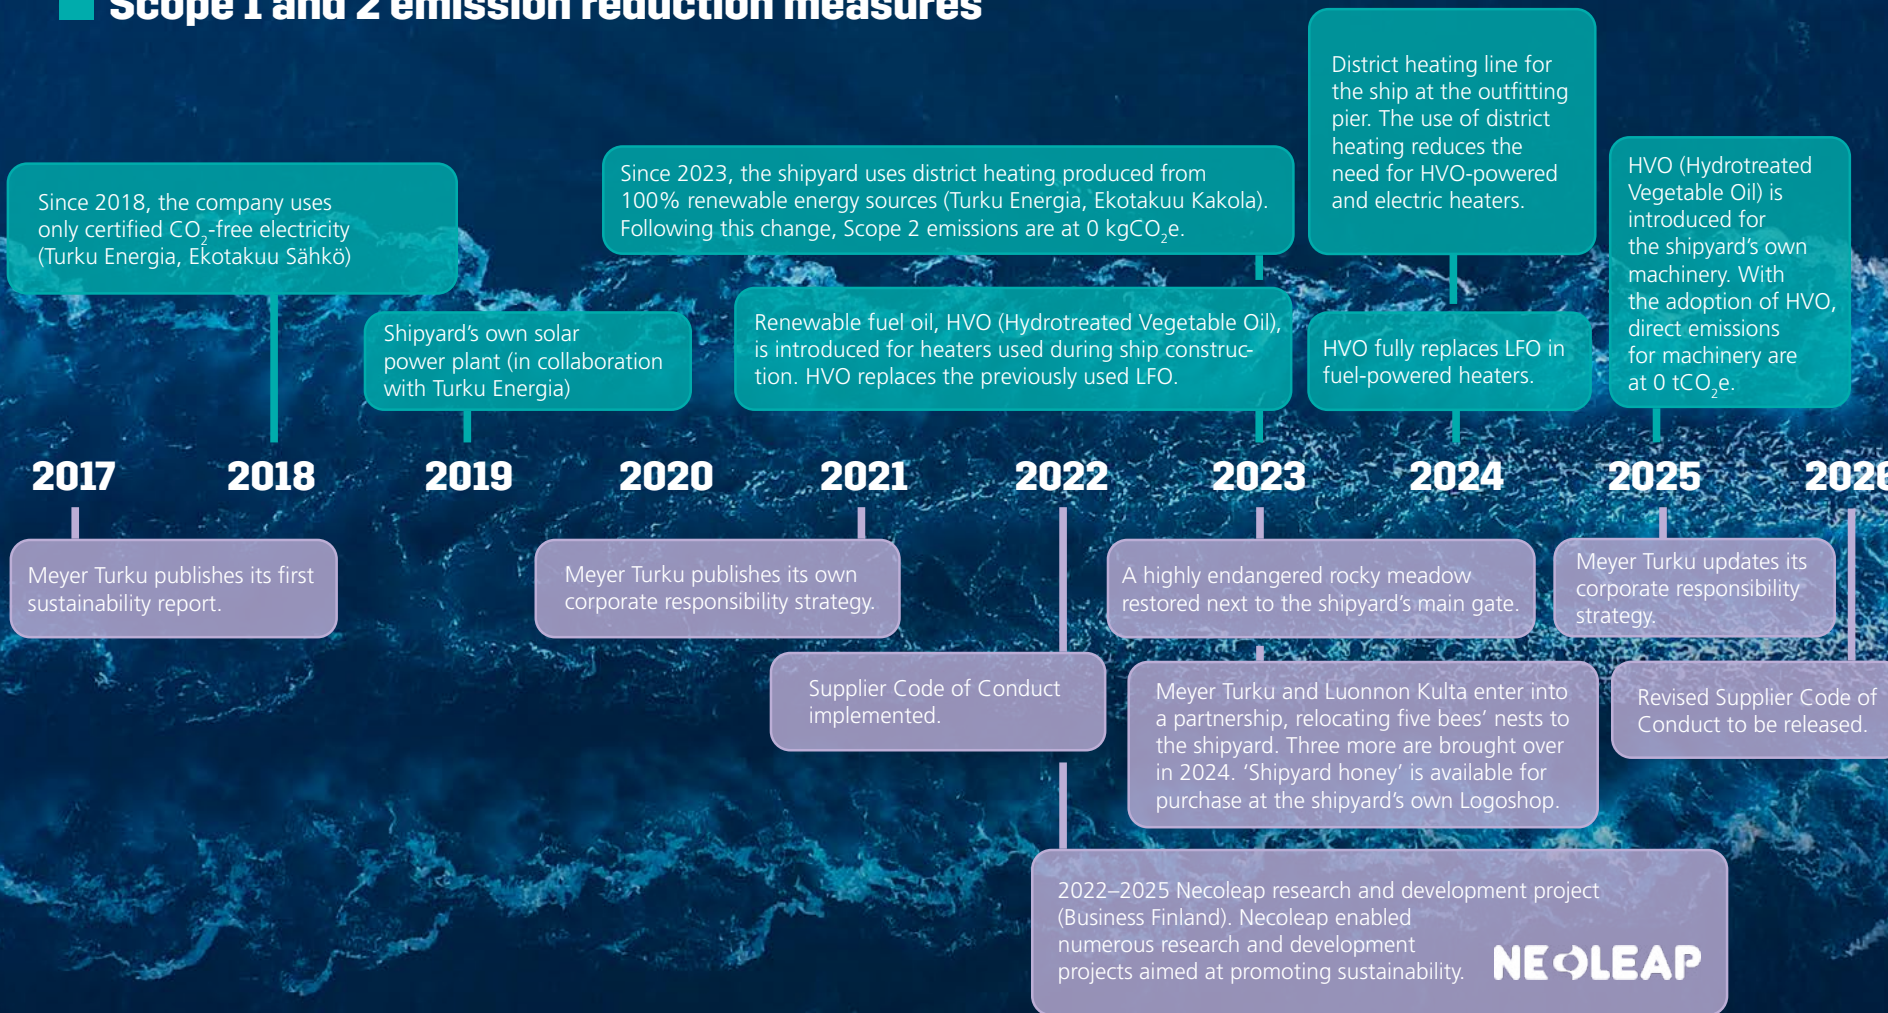 Scope 1 and 2 emission reduction measures
Since 2018, the company uses
only certified CO₂-free electricity
(Turku Energia, Ekotakuu Sähkö)
Shipyard's own solar
power plant (in collaboration
with Turku Energia)
Since 2023, the shipyard uses district heating produced from
100% renewable energy sources (Turku Energia, Ekotakuu Kakola).
Following this change, Scope 2 emissions are at 0 kgCO₂e.
Renewable fuel oil, HVO (Hydrotreated Vegetable Oil),
is introduced for heaters used during ship construc-
tion. HVO replaces the previously used LFO.
District heating line for
the ship at the outfitting
pier. The use of district
heating reduces the
need for HVO-powered
and electric heaters.
HVO fully replaces LFO in
fuel-powered heaters.
HVO (Hydrotreated
Vegetable Oil) is
introduced for
the shipyard's own
machinery. With
the adoption of HVO,
direct emissions
for machinery are
at 0 tCO₂e.
2017 2018 2019 2020 2021 2022 2023 2024 2025 2026
Meyer Turku publishes its first
sustainability report.
Meyer Turku publishes its own
corporate responsibility strategy.
Supplier Code of Conduct
implemented.
A highly endangered rocky meadow
restored next to the shipyard's main gate.
Meyer Turku and Luonnon Kulta enter into
a partnership, relocating five bees' nests to
the shipyard. Three more are brought over
in 2024. 'Shipyard honey' is available for
purchase at the shipyard's own Logoshop.
Meyer Turku updates its
corporate responsibility
strategy.
Revised Supplier Code of
Conduct to be released.
2022–2025 Necoleap research and development project
(Business Finland). Necoleap enabled
numerous research and development
projects aimed at promoting sustainability.
NECOLEAP